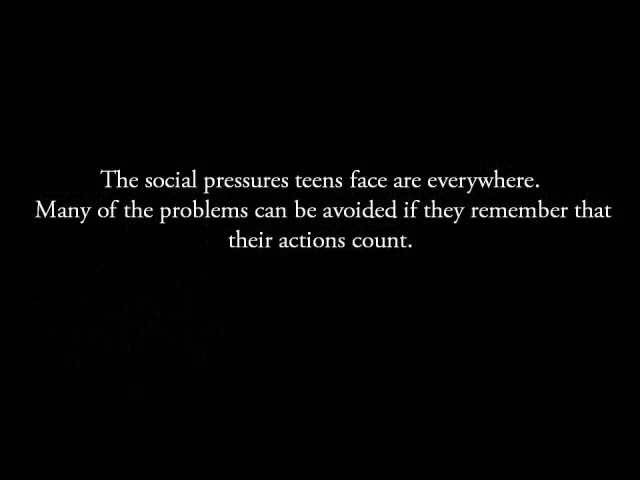 The social pressures teens face are everywhere.
Many of the problems can be avoided if they remember that
their actions count.